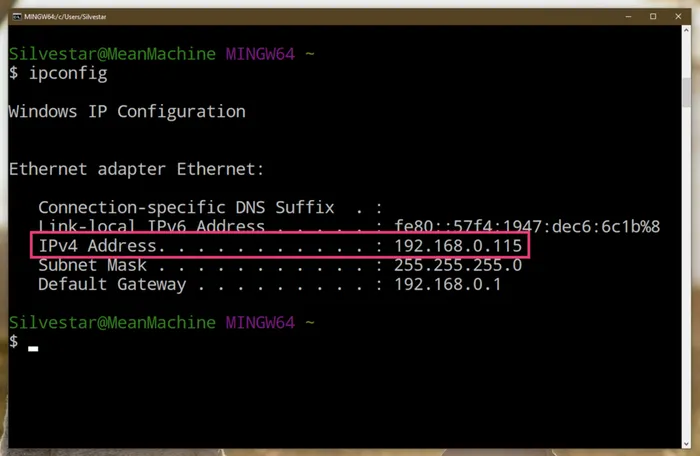 MINGW64:/c/Users/Silvestar
Silvestar@MeanMachine MINGW64 ~
$ ipconfig
Windows IP Configuration
Ethernet adapter Ethernet:
Connection-specific DNS Suffix  . :
Link-local IPv6 Address . . . . . : fe80::57f4:1947:dec6:6c1b%8
IPv4 Address. . . . . . . . . . . : 192.168.0.115
Subnet Mask . . . . . . . . . . . : 255.255.255.0
Default Gateway . . . . . . . . . : 192.168.0.1
Silvestar@MeanMachine MINGW64 ~
$